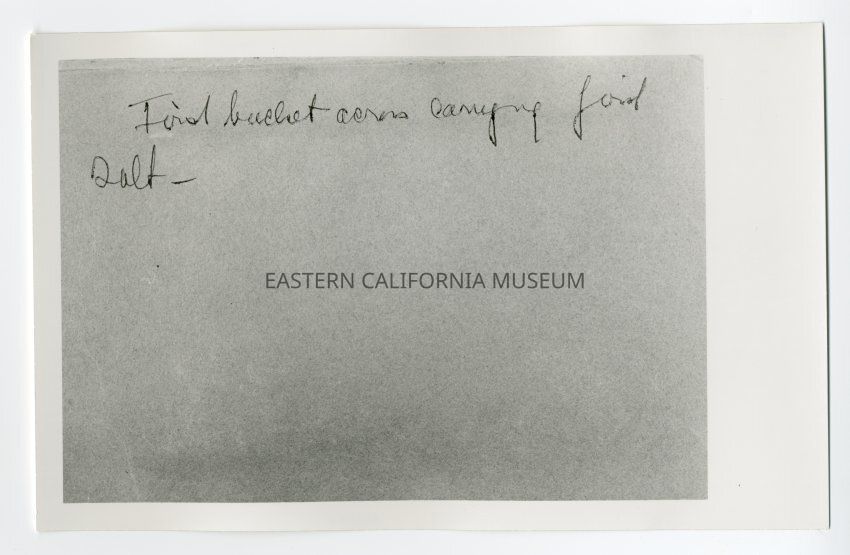 First bucket across carrying first
Salt —
EASTERN CALIFORNIA MUSEUM